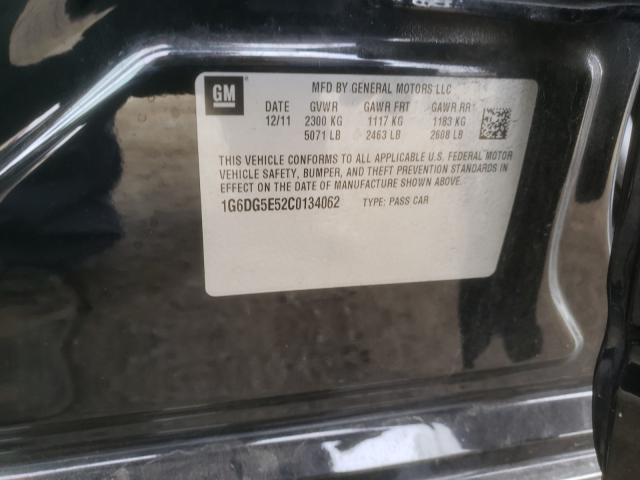 GM
MFD BY GENERAL MOTORS LLC
DATE GVWR GAWR FRT GAWR RR
12/11 2300 KG 1117 KG 1183 KG
5071 LB 2463 LB 2608 LB
THIS VEHICLE CONFORMS TO ALL APPLICABLE U.S. FEDERAL MOTOR
VEHICLE SAFETY, BUMPER, AND THEFT PREVENTION STANDARDS IN
EFFECT ON THE DATE OF MANUFACTURE SHOWN ABOVE.
1G6DG5E52C0134062 TYPE: PASS CAR